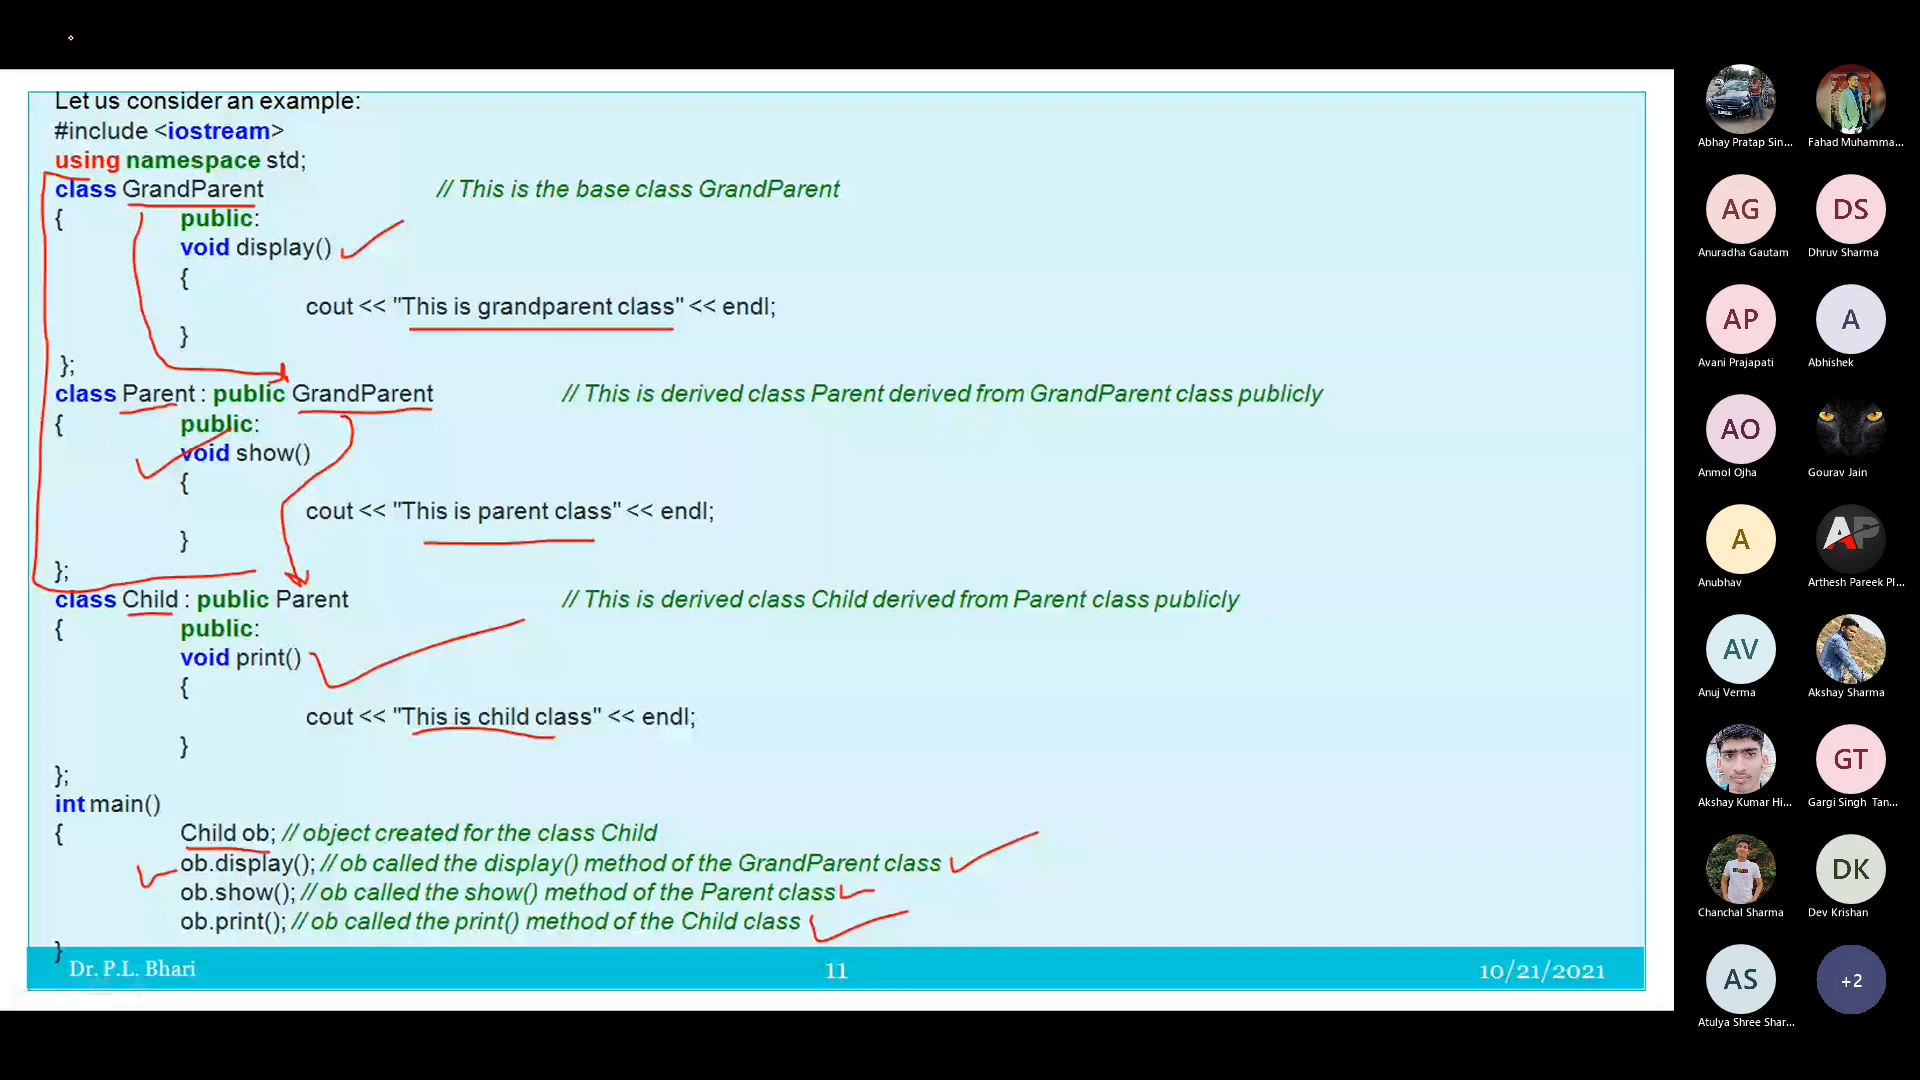 Let us consider an example:
#include <iostream>
using namespace std;
class GrandParent // This is the base class GrandParent
{ public:
void display()
{
cout << "This is grandparent class" << endl;
}
};
class Parent : public GrandParent // This is derived class Parent derived from GrandParent class publicly
{ public:
void show()
{
cout << "This is parent class" << endl;
}
};
class Child : public Parent // This is derived class Child derived from Parent class publicly
{ public:
void print()
{
cout << "This is child class" << endl;
}
};
int main()
{ Child ob; // object created for the class Child
ob.display(); // ob called the display() method of the GrandParent class
ob.show(); // ob called the show() method of the Parent class
ob.print(); // ob called the print() method of the Child class
}
Dr. P.L. Bhari 11 10/21/2021
Abhay Pratap Sin... Fahad Muhamma...
AG DS
Anuradha Gautam Dhruv Sharma
AP A
Avani Prajapati Abhishek
AO
Anmol Ojha Gourav Jain
A AP
Anubhav Arthesh Pareek Pl...
AV
Anuj Verma Akshay Sharma
GT
Akshay Kumar Hi... Gargi Singh Tan...
DK
Chanchal Sharma Dev Krishan
AS +2
Atulya Shree Shar...